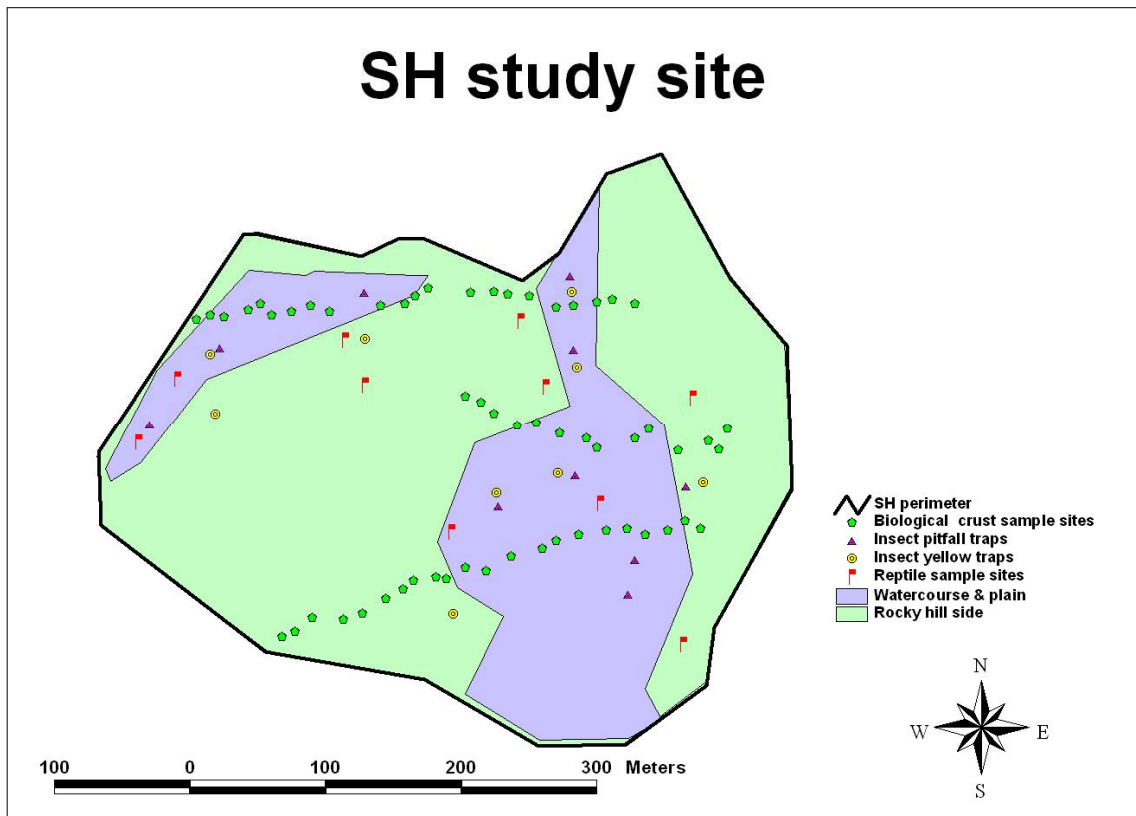 SH study site
SH perimeter
Biological crust sample sites
Insect pitfall traps
Insect yellow traps
Reptile sample sites
Watercourse & plain
Rocky hill side
N
W E
S
100 0 100 200 300 Meters